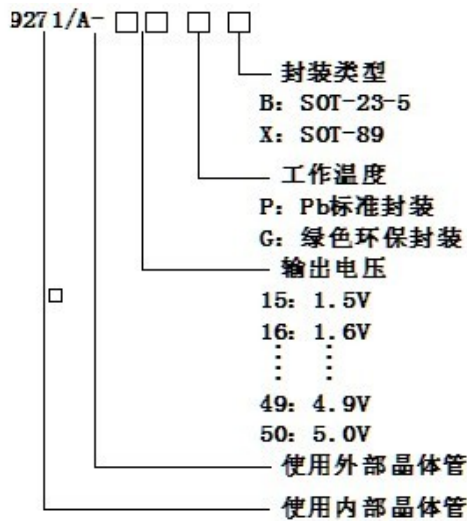 9271/A-□□ □ □
封装类型
B: SOT-23-5
X: SOT-89
工作温度
P: Pb标准封装
G: 绿色环保封装
输出电压
15: 1.5V
16: 1.6V
⋮ ⋮
49: 4.9V
50: 5.0V
使用外部晶体管
使用内部晶体管